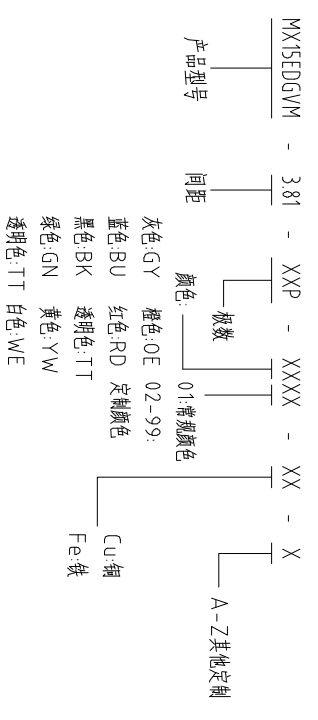 MX15EDGVM - 3.81 - XXP - XXXX - XX - X
产品型号
间距
极数
颜色:
01:常规颜色
灰色:GY 橙色:OE 02-99:
蓝色:BU 红色:RD 定制颜色
黑色:BK 透明色:TT
绿色:GN 黄色:YW
透明色:TT 白色:WE
Cu:铜
Fe:铁
A-Z其他定制